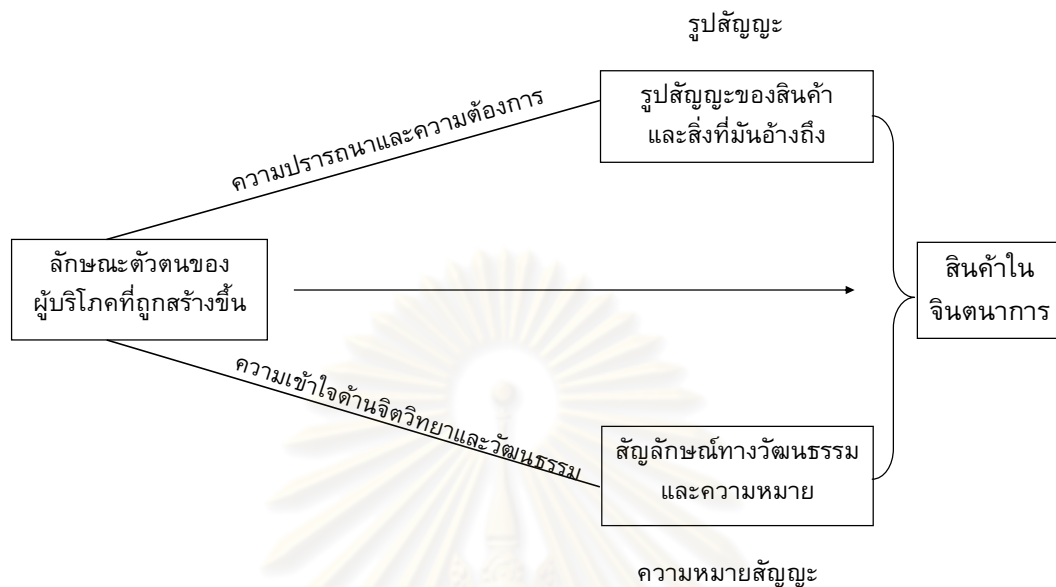 รูปสัญญะ
รูปสัญญะของสินค้า
และสิ่งที่มันอ้างถึง
ความปรารถนาและความต้องการ
ลักษณะตัวตนของ
ผู้บริโภคที่ถูกสร้างขึ้น
สินค้าใน
จินตนาการ
ความเข้าใจด้านจิตวิทยาและวัฒนธรรม
สัญลักษณ์ทางวัฒนธรรม
และความหมาย
ความหมายสัญญะ